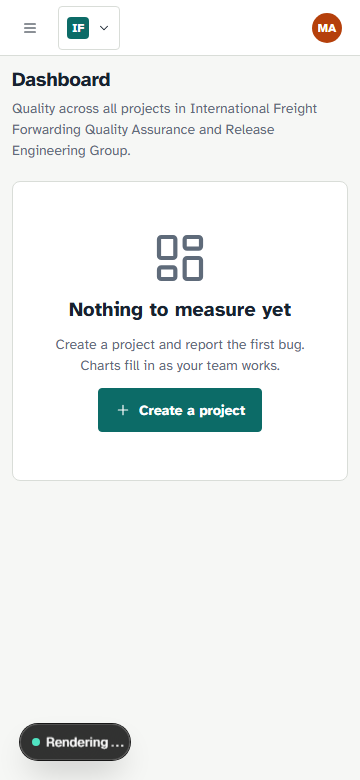 IF
MA
Dashboard
Quality across all projects in International Freight
Forwarding Quality Assurance and Release
Engineering Group.
Nothing to measure yet
Create a project and report the first bug.
Charts fill in as your team works.
+ Create a project
Rendering ...